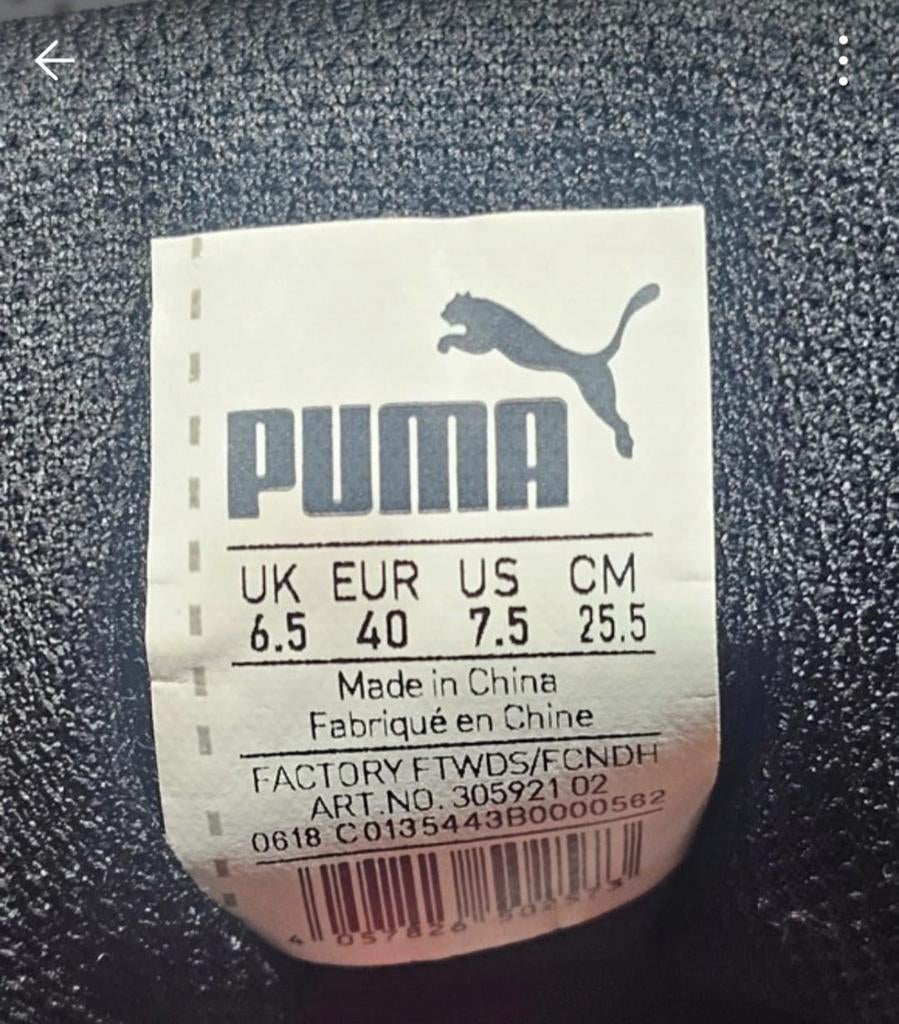 PUMA
UK EUR US CM
6.5 40 7.5 25.5
Made in China
Fabriqué en Chine
FACTORY FTWDS/FCNDH
ART.NO. 305921 02
0618 C0135443B0000562